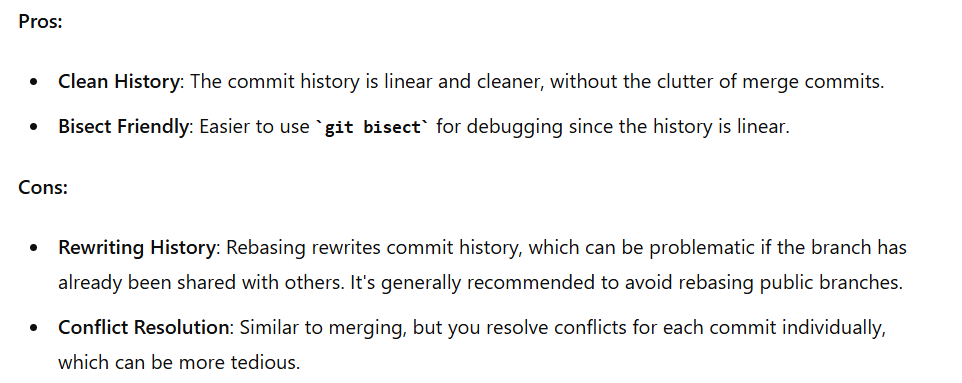 Pros:
• Clean History: The commit history is linear and cleaner, without the clutter of merge commits.
• Bisect Friendly: Easier to use `git bisect` for debugging since the history is linear.
Cons:
• Rewriting History: Rebasing rewrites commit history, which can be problematic if the branch has
already been shared with others. It's generally recommended to avoid rebasing public branches.
• Conflict Resolution: Similar to merging, but you resolve conflicts for each commit individually,
which can be more tedious.